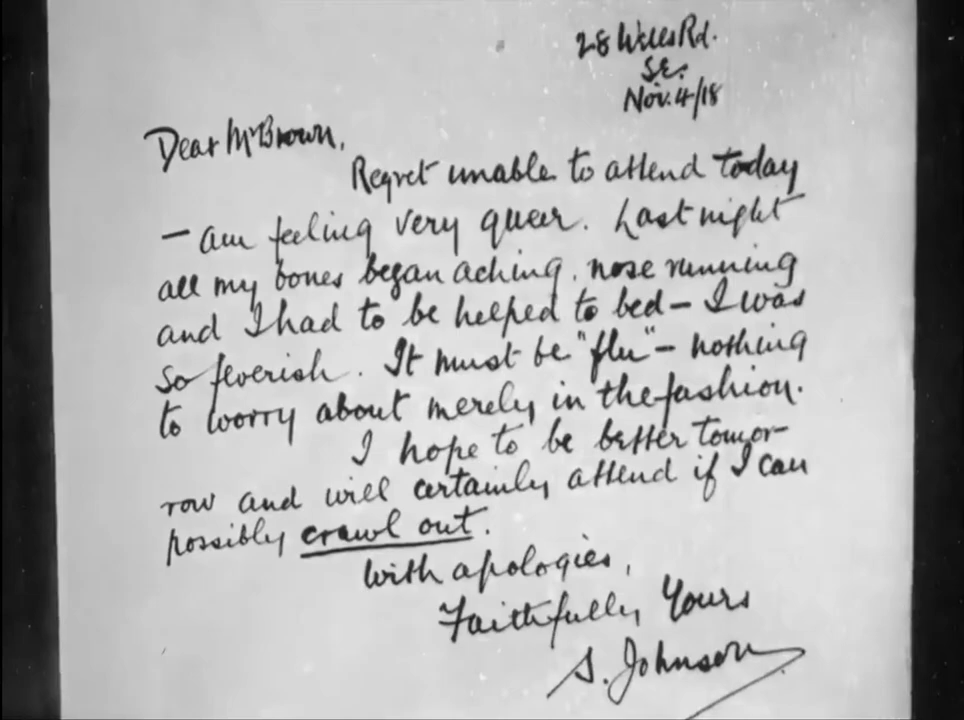 28 Wells Rd.
S.E.
Nov. 4/18
Dear Mr Brown,
Regret unable to attend today
— am feeling very queer. Last night
all my bones began aching, nose running
and I had to be helped to bed — I was
so feverish. It must be "flu" — nothing
to worry about merely in the fashion.
I hope to be better tomor-
row and will certainly attend if I can
possibly crawl out.
With apologies,
Faithfully Yours
S. Johnson